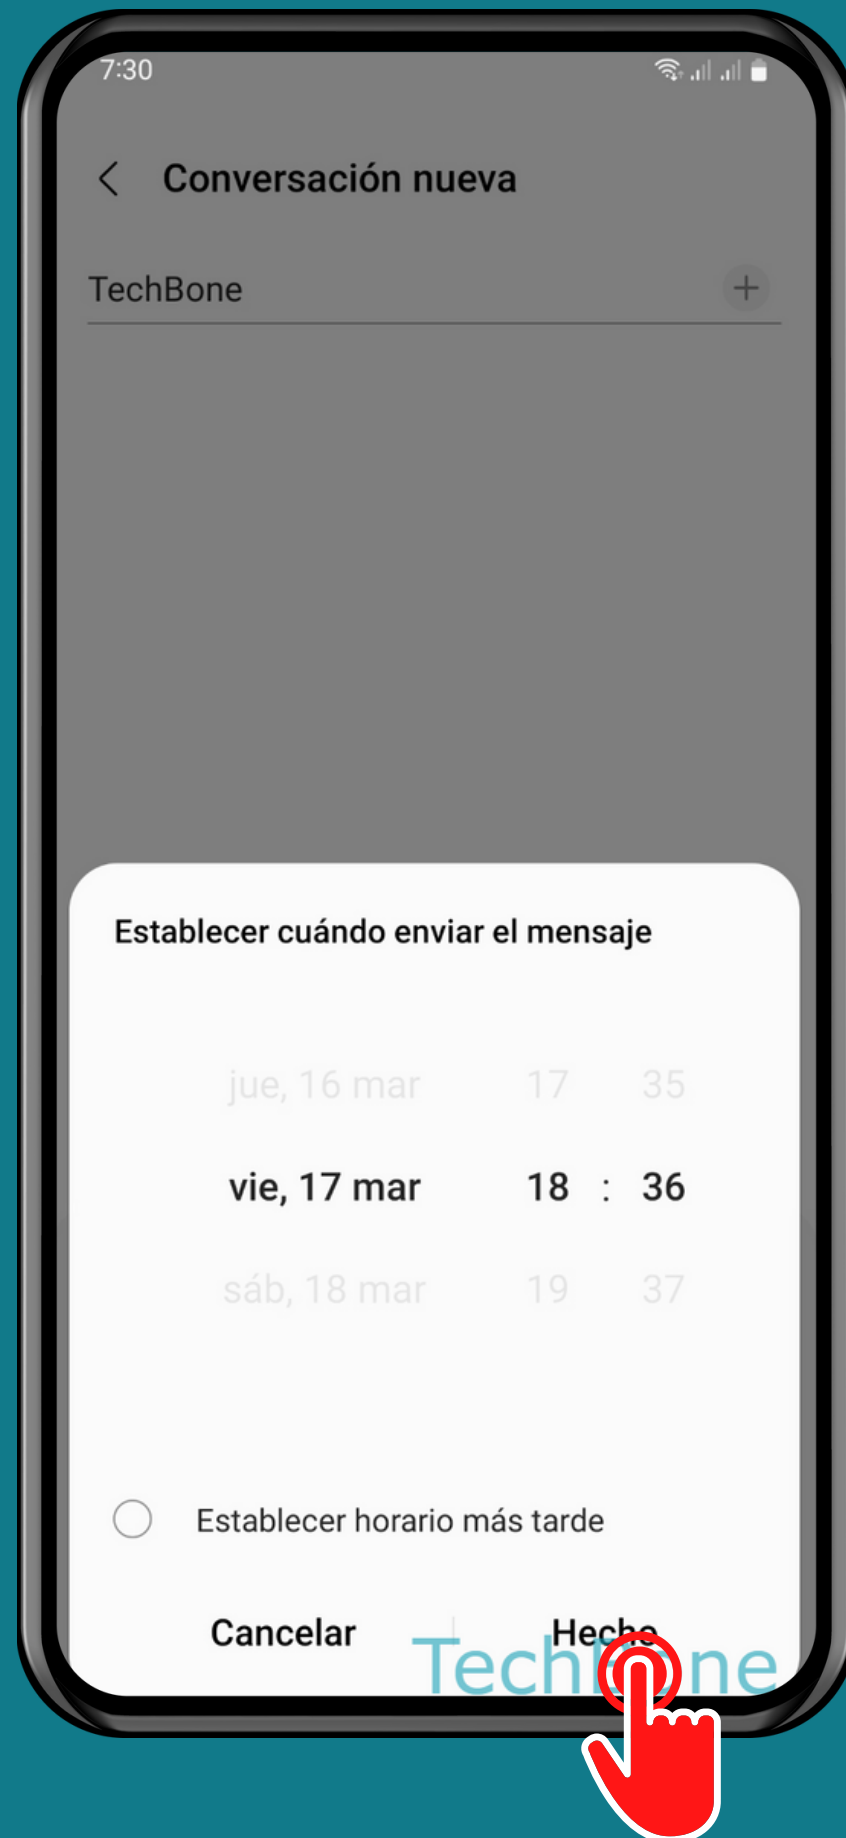 7:30
Conversación nueva
TechBone
Establecer cuándo enviar el mensaje
jue, 16 mar 17 35
vie, 17 mar 18 : 36
sáb, 18 mar 19 37
Establecer horario más tarde
Cancelar Hecho
TechBone